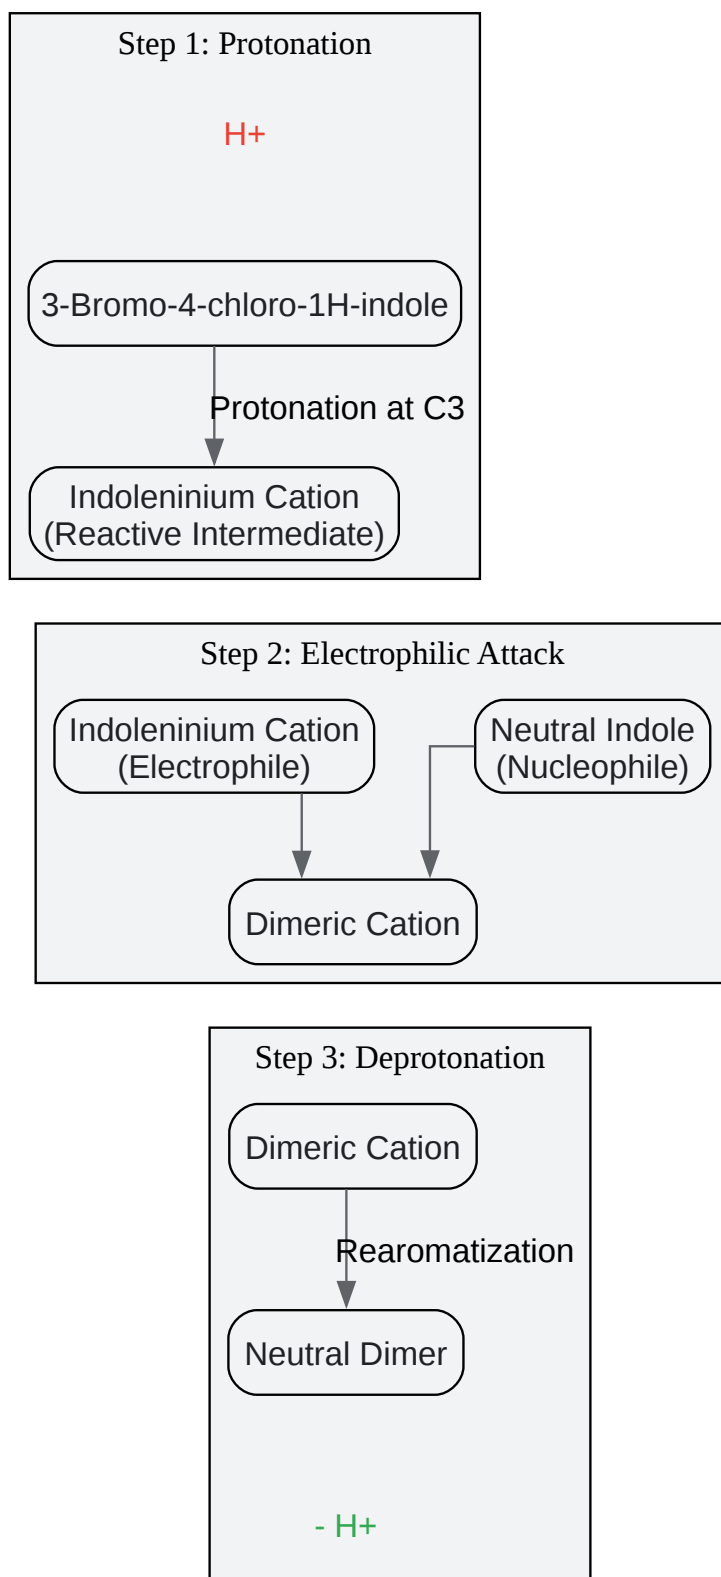 Step 1: Protonation
H+
3-Bromo-4-chloro-1H-indole
Protonation at C3
Indoleninium Cation
(Reactive Intermediate)
Step 2: Electrophilic Attack
Indoleninium Cation
(Electrophile)
Neutral Indole
(Nucleophile)
Dimeric Cation
Step 3: Deprotonation
Dimeric Cation
Rearomatization
Neutral Dimer
- H+